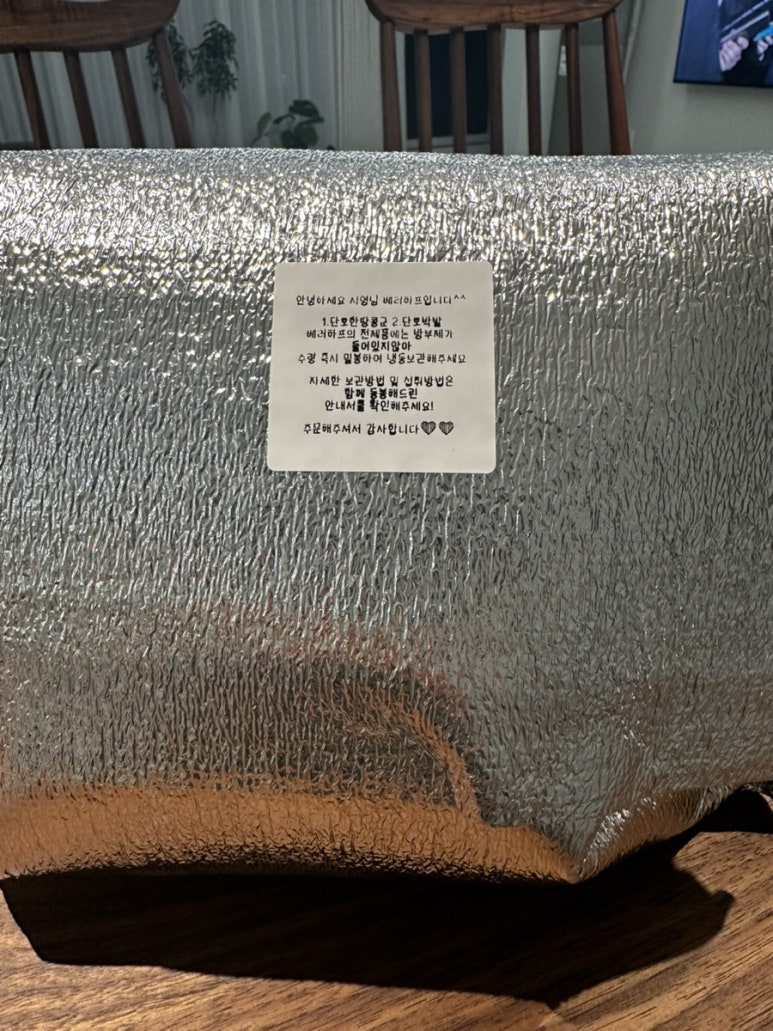 안녕하세요 시영님 베러하프입니다^^
1.단호한땅콩군 2.단호박발
베러하프의 전제품에는 방부제가
들어있지않아
수령 즉시 밀봉하여 냉동보관해주세요
자세한 보관방법 및 섭취방법은
함께 동봉해드린
안내서를 확인해주세요!
주문해주셔서 감사합니다🖤🖤